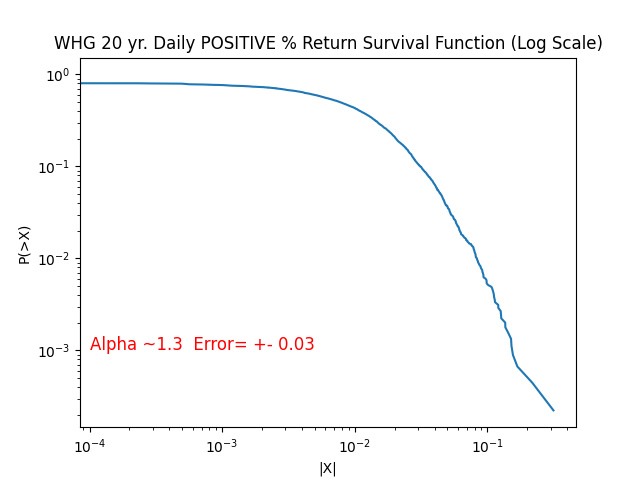 WHG 20 yr. Daily POSITIVE % Return Survival Function (Log Scale)
10⁰
10⁻¹
10⁻²
10⁻³
P(>X)
Alpha ~1.3  Error= +- 0.03
10⁻⁴ 10⁻³ 10⁻² 10⁻¹
|X|